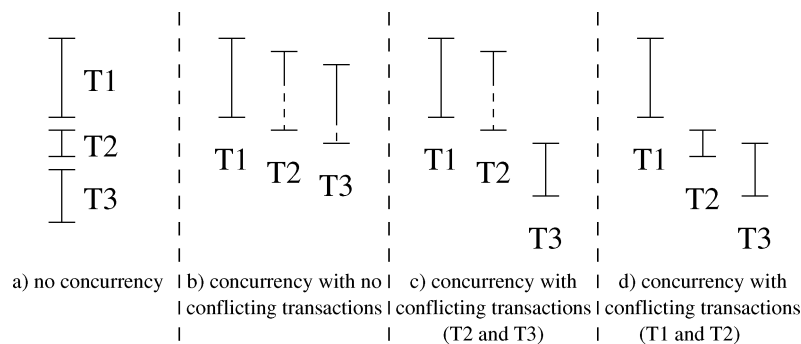 T1
T2
T3
a) no concurrency
T1
T2
T3
b) concurrency with no
conflicting transactions
T1
T2
T3
c) concurrency with
conflicting transactions
(T2 and T3)
T1
T2
T3
d) concurrency with
conflicting transactions
(T1 and T2)